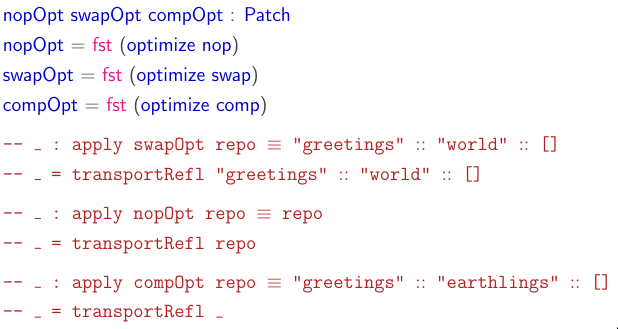 nopOpt swapOpt compOpt : Patch
nopOpt = fst (optimize nop)
swapOpt = fst (optimize swap)
compOpt = fst (optimize comp)
-- _ : apply swapOpt repo ≡ "greetings" :: "world" :: []
-- _ = transportRefl "greetings" :: "world" :: []
-- _ : apply nopOpt repo ≡ repo
-- _ = transportRefl repo
-- _ : apply compOpt repo ≡ "greetings" :: "earthlings" :: []
-- _ = transportRefl _